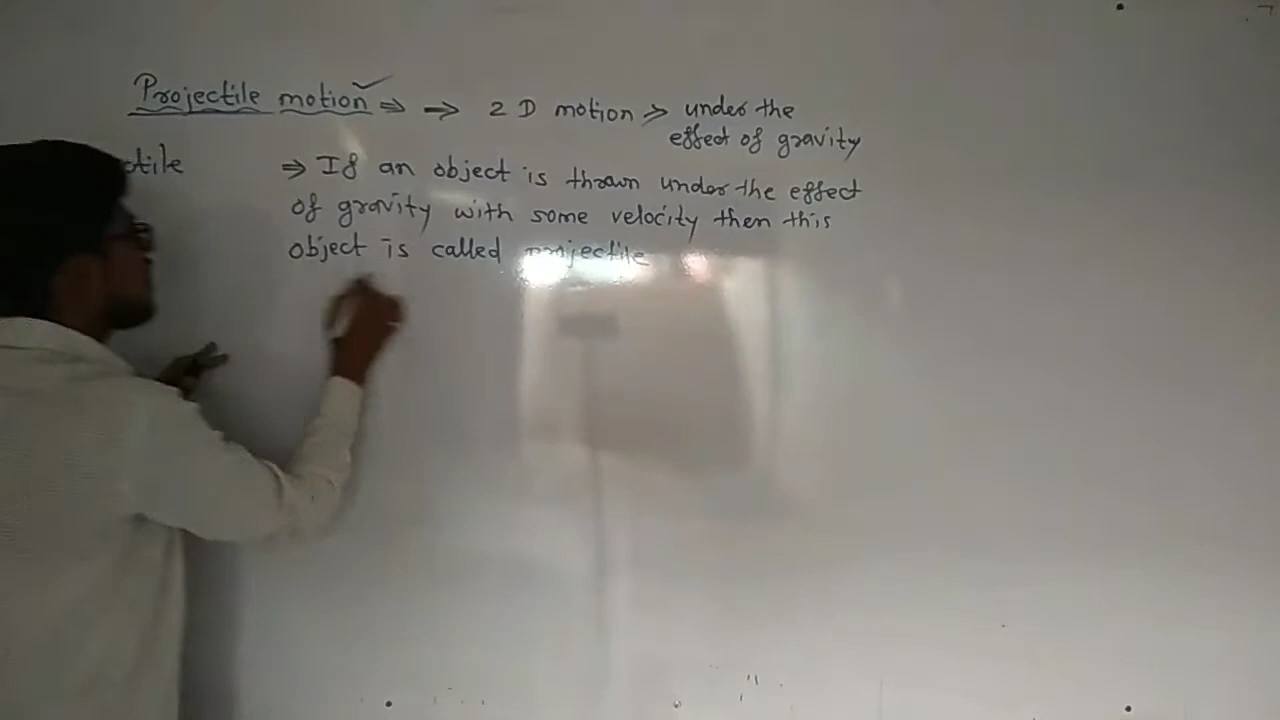 Projectile motion ⇒ → 2 D motion > under the
effect of gravity
ctile ⇒ If an object is thrown under the effect
of gravity with some velocity then this
object is called projectile